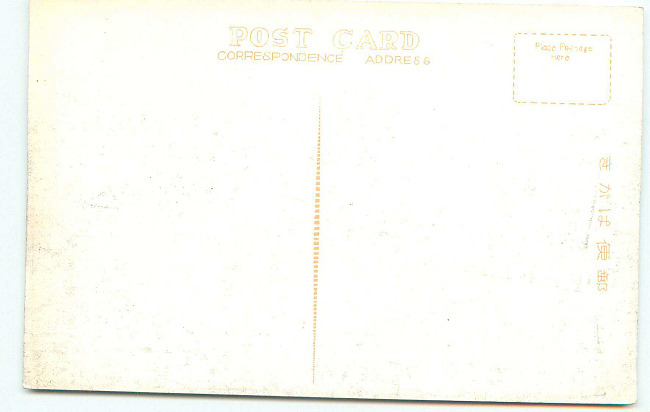 POST CARD
CORRESPONDENCE ADDRESS
Place Postage
Here
きかは便郵